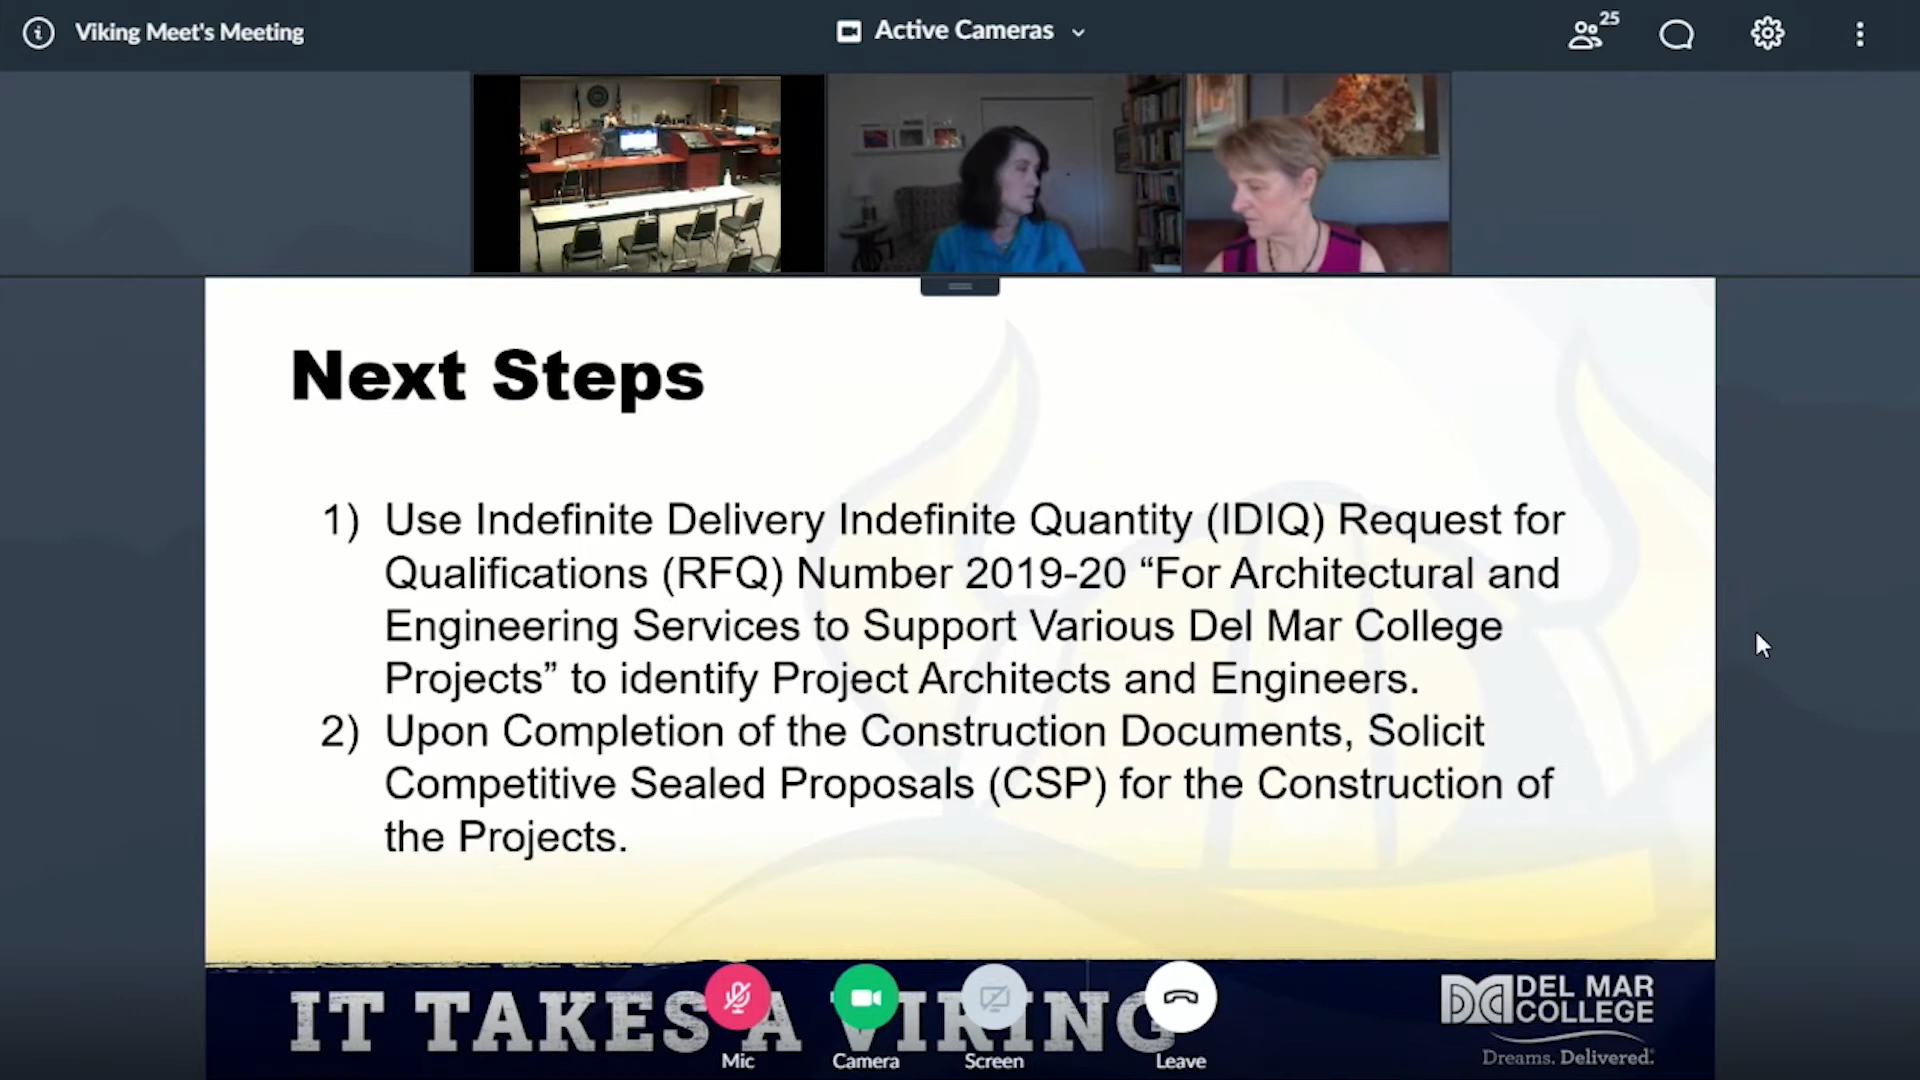 Viking Meet's Meeting
Active Cameras
25
Next Steps
1) Use Indefinite Delivery Indefinite Quantity (IDIQ) Request for
Qualifications (RFQ) Number 2019-20 “For Architectural and
Engineering Services to Support Various Del Mar College
Projects” to identify Project Architects and Engineers.
2) Upon Completion of the Construction Documents, Solicit
Competitive Sealed Proposals (CSP) for the Construction of
the Projects.
IT TAKES A VIKING
DEL MAR
COLLEGE
Dreams. Delivered.
Mic
Camera
Screen
Leave